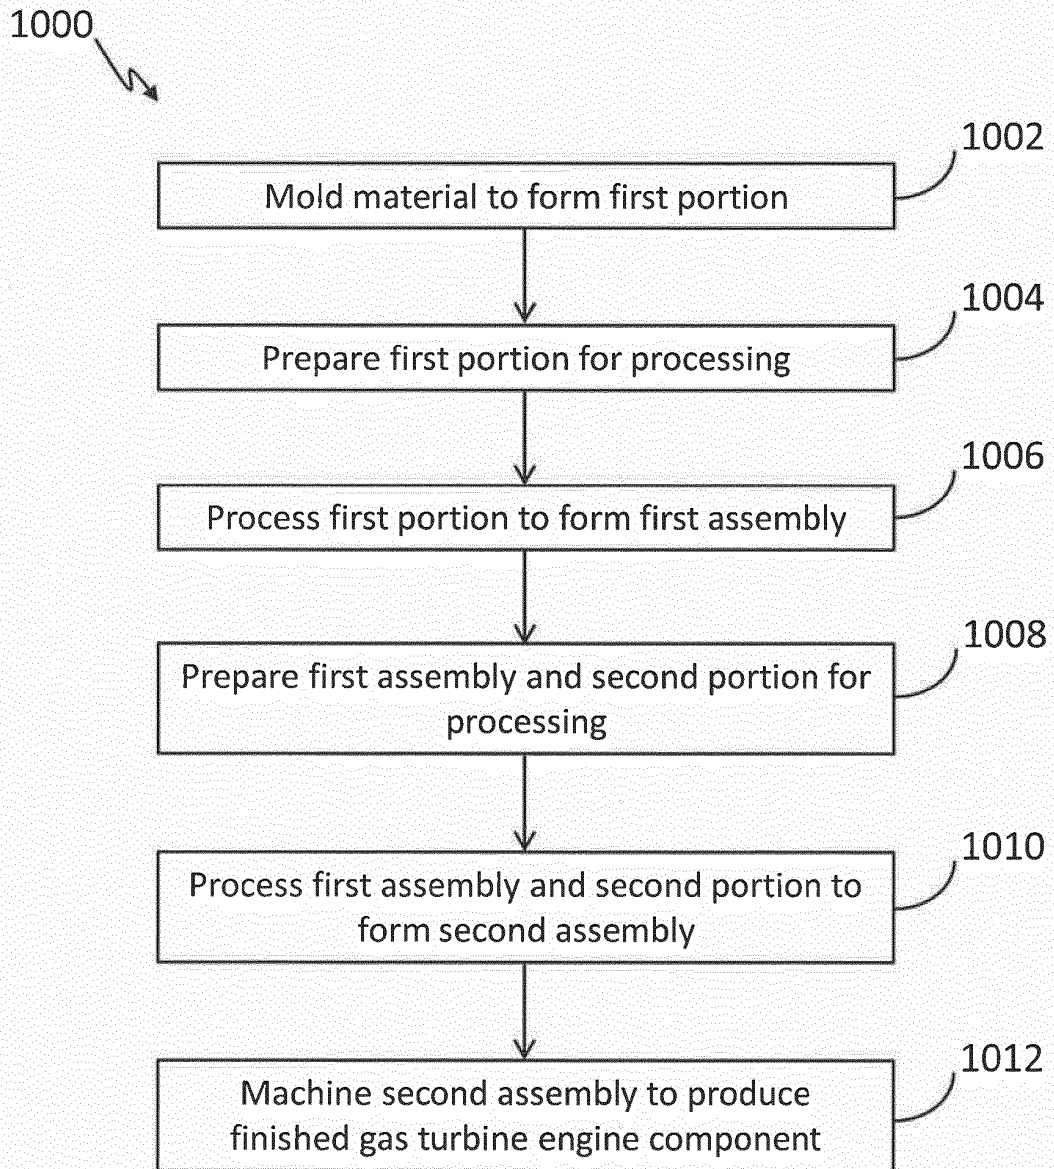 1000
1002
Mold material to form first portion
1004
Prepare first portion for processing
1006
Process first portion to form first assembly
1008
Prepare first assembly and second portion for
processing
1010
Process first assembly and second portion to
form second assembly
1012
Machine second assembly to produce
finished gas turbine engine component